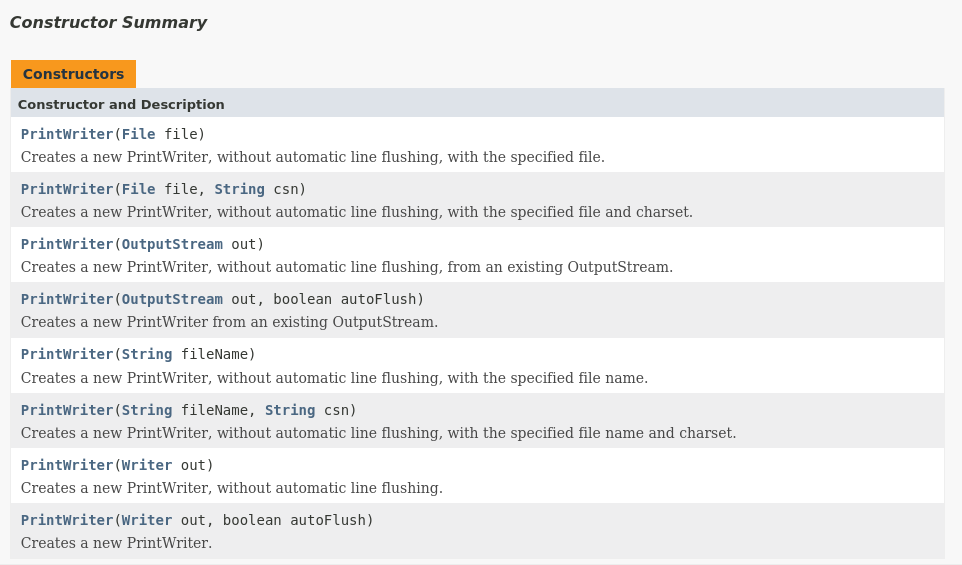 Constructor Summary
Constructors
Constructor and Description
PrintWriter(File file)
Creates a new PrintWriter, without automatic line flushing, with the specified file.
PrintWriter(File file, String csn)
Creates a new PrintWriter, without automatic line flushing, with the specified file and charset.
PrintWriter(OutputStream out)
Creates a new PrintWriter, without automatic line flushing, from an existing OutputStream.
PrintWriter(OutputStream out, boolean autoFlush)
Creates a new PrintWriter from an existing OutputStream.
PrintWriter(String fileName)
Creates a new PrintWriter, without automatic line flushing, with the specified file name.
PrintWriter(String fileName, String csn)
Creates a new PrintWriter, without automatic line flushing, with the specified file name and charset.
PrintWriter(Writer out)
Creates a new PrintWriter, without automatic line flushing.
PrintWriter(Writer out, boolean autoFlush)
Creates a new PrintWriter.